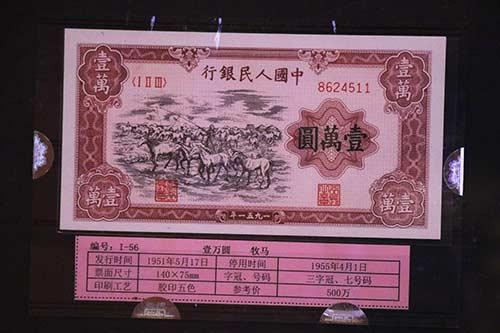 壹萬
行銀民人國中
壹萬
〈I II III〉
8624511
圓萬壹
壹萬
年一五九一
壹萬
编号：I-56 壹万圆 牧马
发行时间 1951年5月17日 停用时间 1955年4月1日
票面尺寸 140×75mm 字冠、号码 三字冠、七号码
印刷工艺 胶印五色 参考价 500万